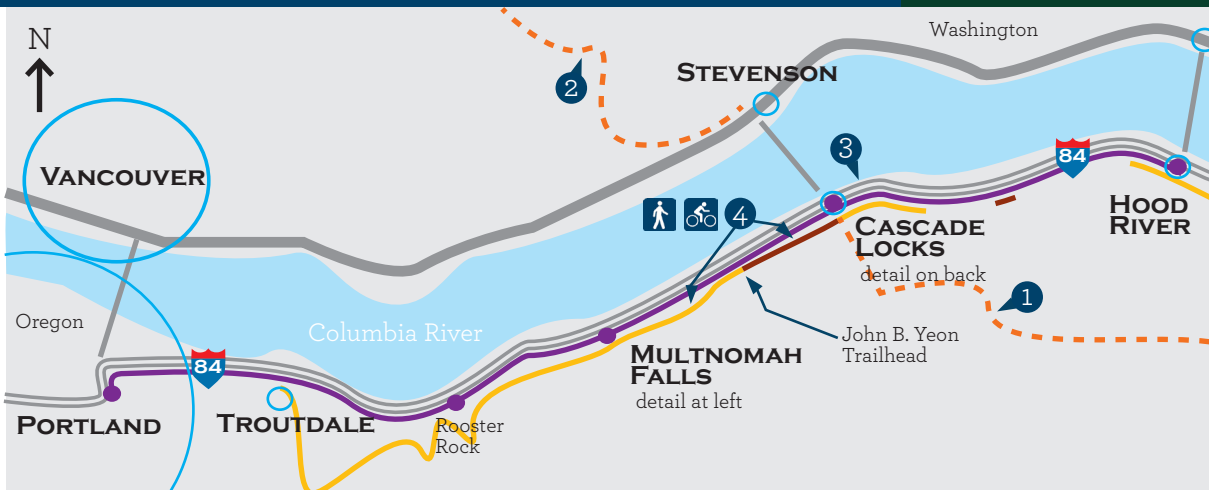 Washington
N
STEVENSON
2
VANCOUVER
3
84
HOOD
RIVER
4
CASCADE
LOCKS
detail on back
1
Oregon
Columbia River
John B. Yeon
Trailhead
MULTNOMAH
FALLS
detail at left
84
PORTLAND
TROUTDALE
Rooster
Rock